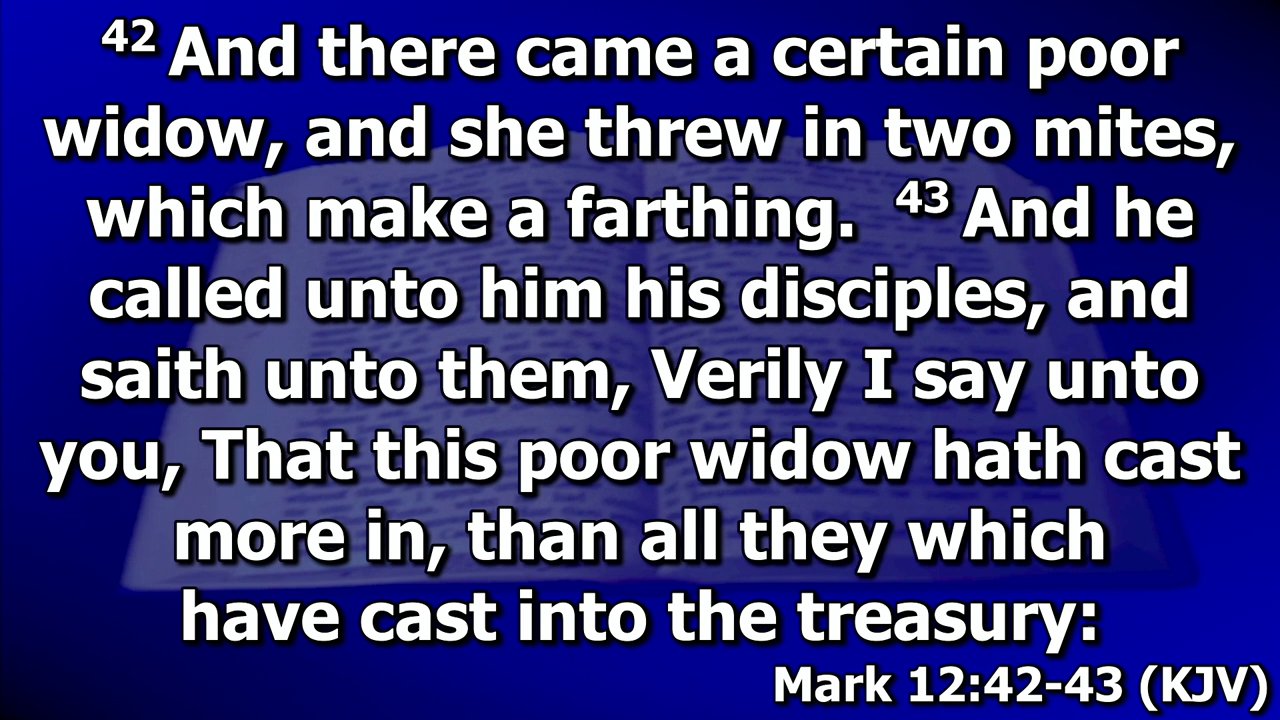 42 And there came a certain poor
widow, and she threw in two mites,
which make a farthing. 43 And he
called unto him his disciples, and
saith unto them, Verily I say unto
you, That this poor widow hath cast
more in, than all they which
have cast into the treasury:
Mark 12:42-43 (KJV)